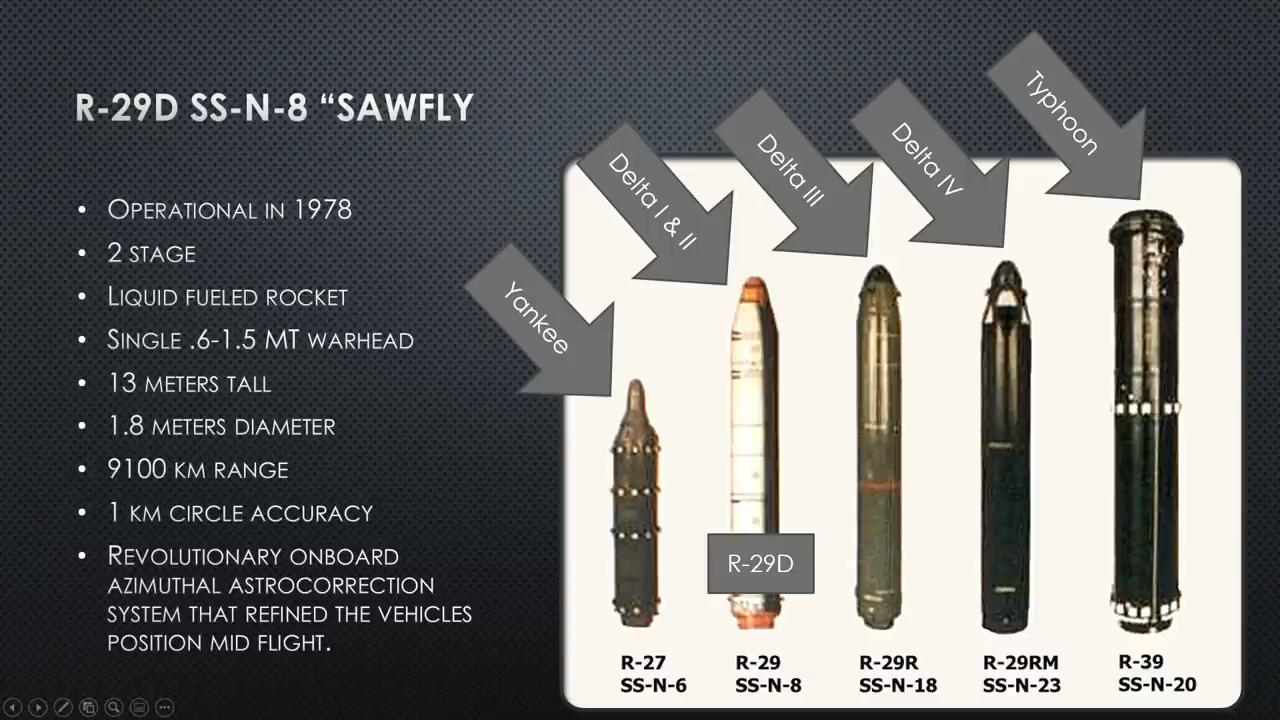 R-29D SS-N-8 “SAWFLY
• OPERATIONAL IN 1978
• 2 STAGE
• LIQUID FUELED ROCKET
• SINGLE .6-1.5 MT WARHEAD
• 13 METERS TALL
• 1.8 METERS DIAMETER
• 9100 KM RANGE
• 1 KM CIRCLE ACCURACY
• REVOLUTIONARY ONBOARD
AZIMUTHAL ASTROCORRECTION
SYSTEM THAT REFINED THE VEHICLES
POSITION MID FLIGHT.
Yankee
Delta I & II
Delta III
Delta IV
Typhoon
R-29D
R-27
SS-N-6
R-29
SS-N-8
R-29R
SS-N-18
R-29RM
SS-N-23
R-39
SS-N-20